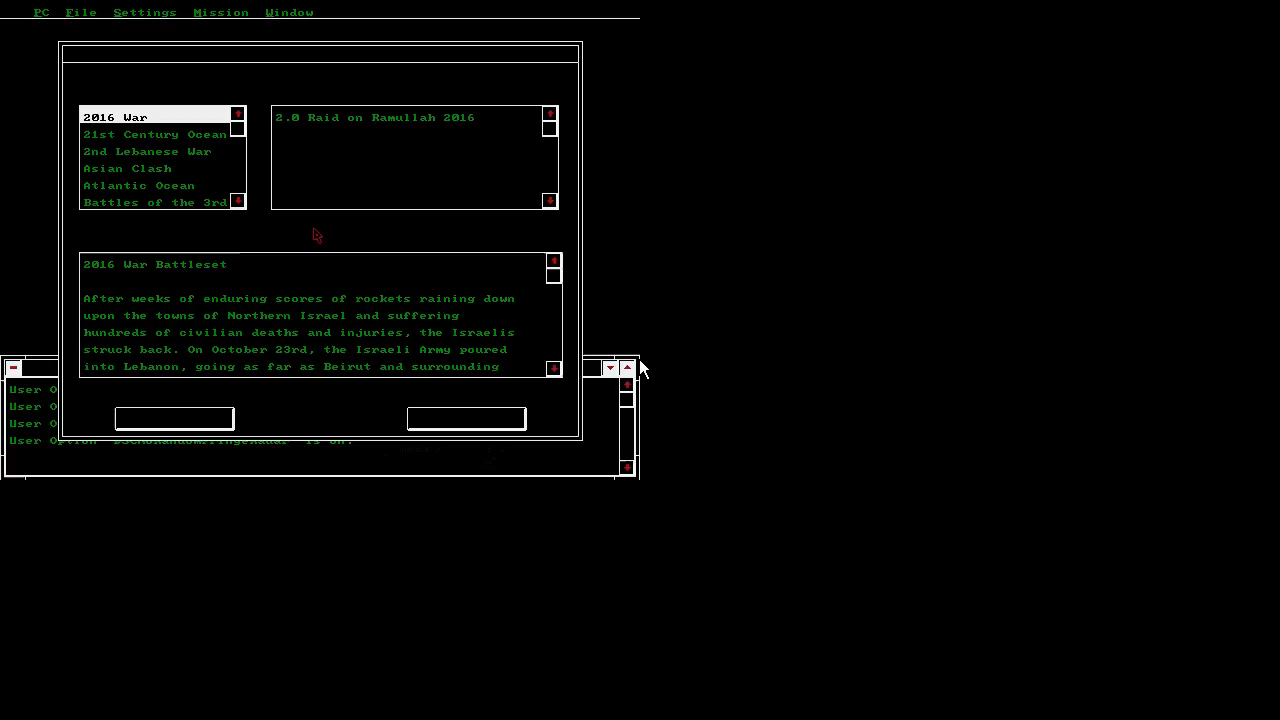 PC File Settings Mission Window
2016 War
21st Century Ocean
2nd Lebanese War
Asian Clash
Atlantic Ocean
Battles of the 3rd
2.0 Raid on Ramullah 2016
2016 War Battleset
After weeks of enduring scores of rockets raining down
upon the towns of Northern Israel and suffering
hundreds of civilian deaths and injuries, the Israelis
struck back. On October 23rd, the Israeli Army poured
into Lebanon, going as far as Beirut and surrounding
User O
User O
User O
User Option is on.